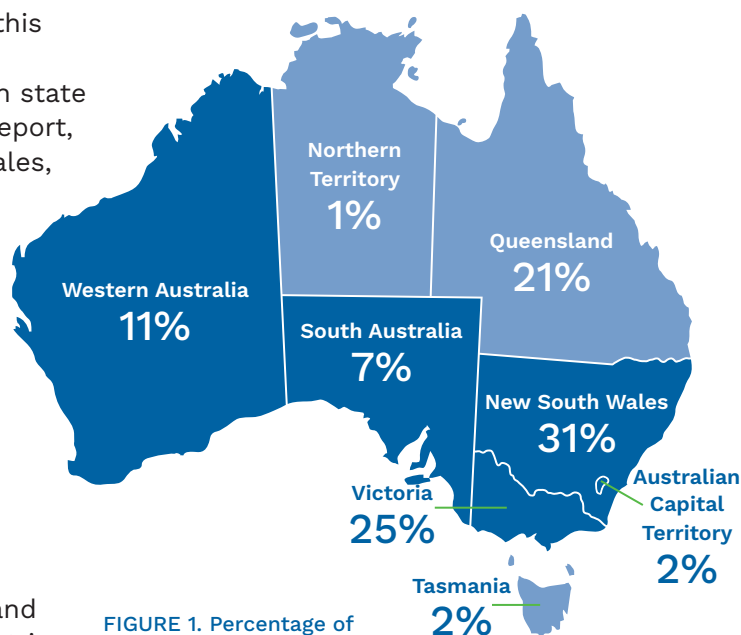 this
n state
eport,
ales,
Northern
Territory
1%
Queensland
21%
Western Australia
11%
South Australia
7%
New South Wales
31%
Victoria
25%
Australian
Capital
Territory
2%
Tasmania
2%
and
FIGURE 1. Percentage of